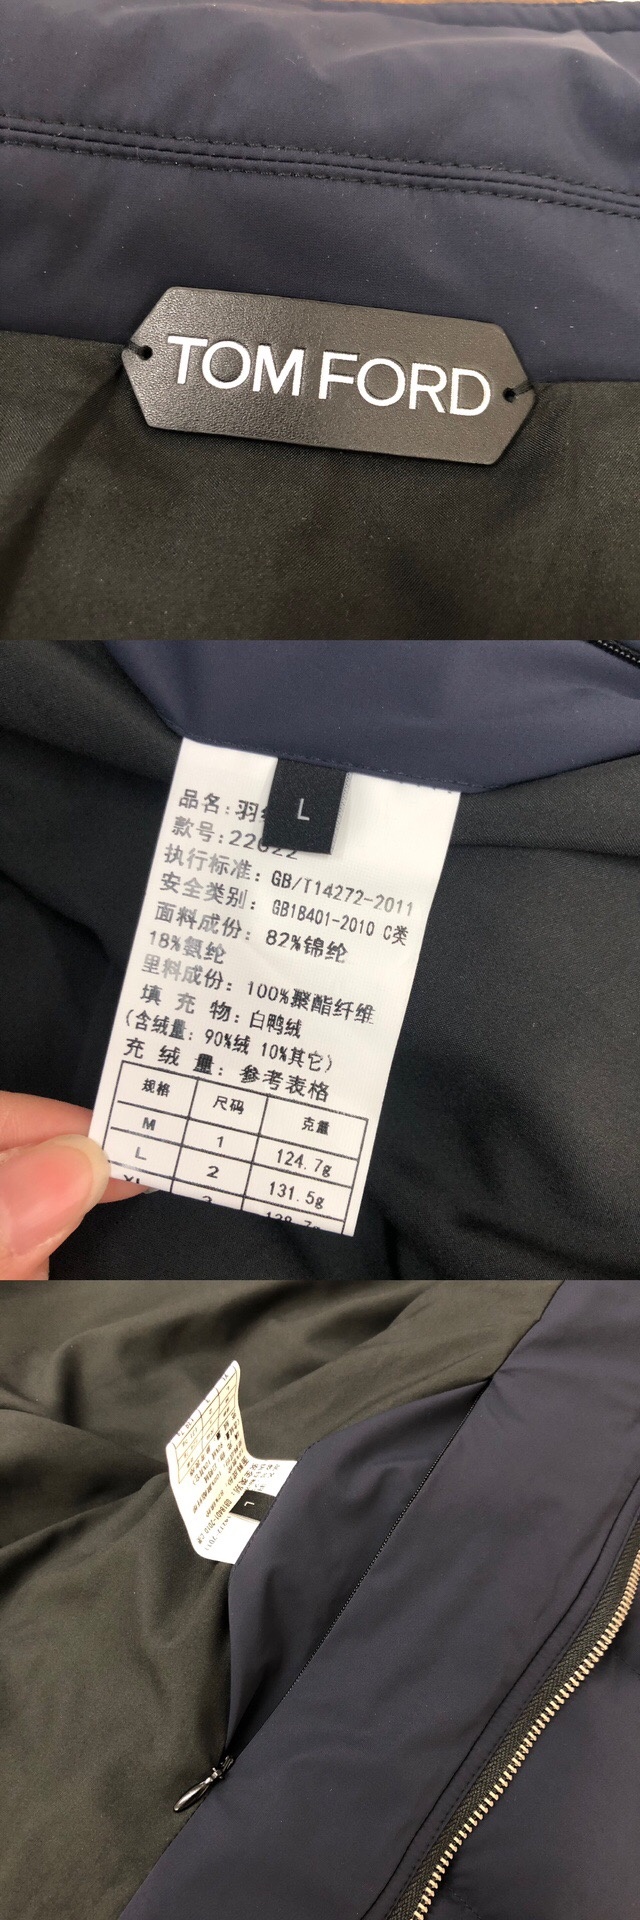 TOM FORD
L
品名:羽
款号:22022
执行标准: GB/T14272-2011
安全类别: GB18401-2010 C类
面料成份: 82%锦纶
18%氨纶
里料成份: 100%聚酯纤维
填 充 物: 白鸭绒
(含绒量: 90%绒 10%其它)
充 绒 量: 参考表格
规格 尺码 克量
M 1 124.7g
L 2 131.5g
XL 3
L